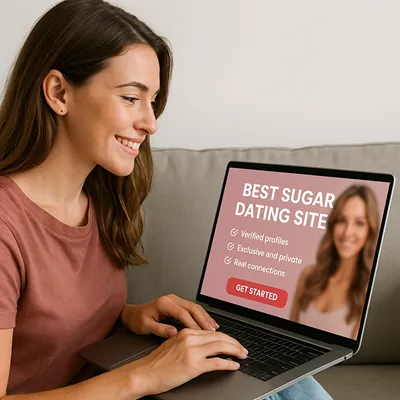 BEST SUGAR
DATING SITE
Verified profiles
Exclusive and private
Real connections
GET STARTED